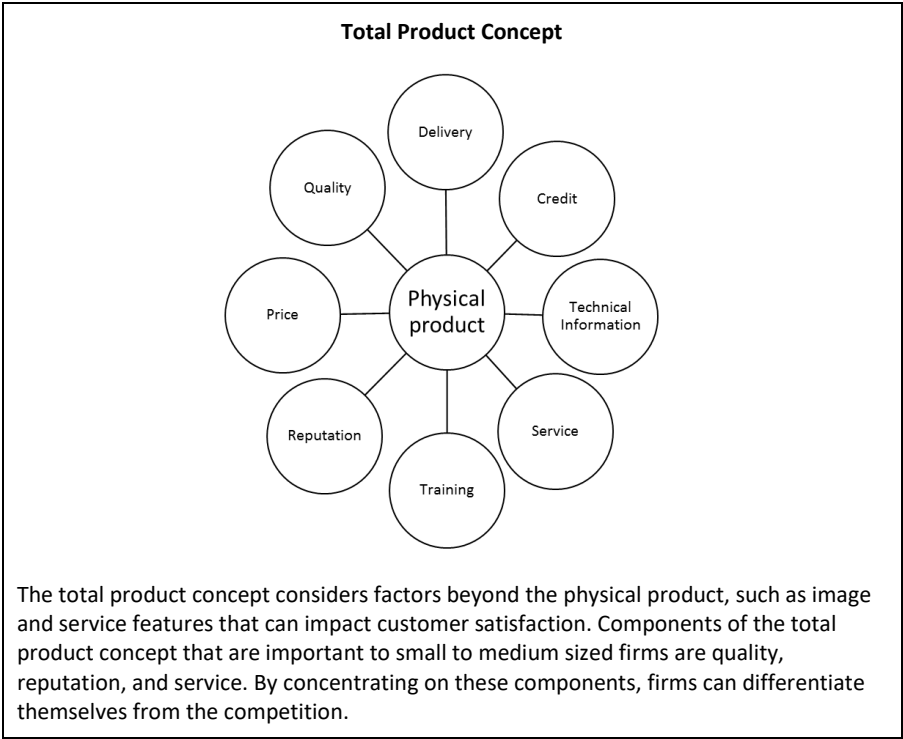 Total Product Concept
Delivery
Quality
Credit
Price
Physical
product
Technical
Information
Reputation
Service
Training
The total product concept considers factors beyond the physical product, such as image
and service features that can impact customer satisfaction. Components of the total
product concept that are important to small to medium sized firms are quality,
reputation, and service. By concentrating on these components, firms can differentiate
themselves from the competition.